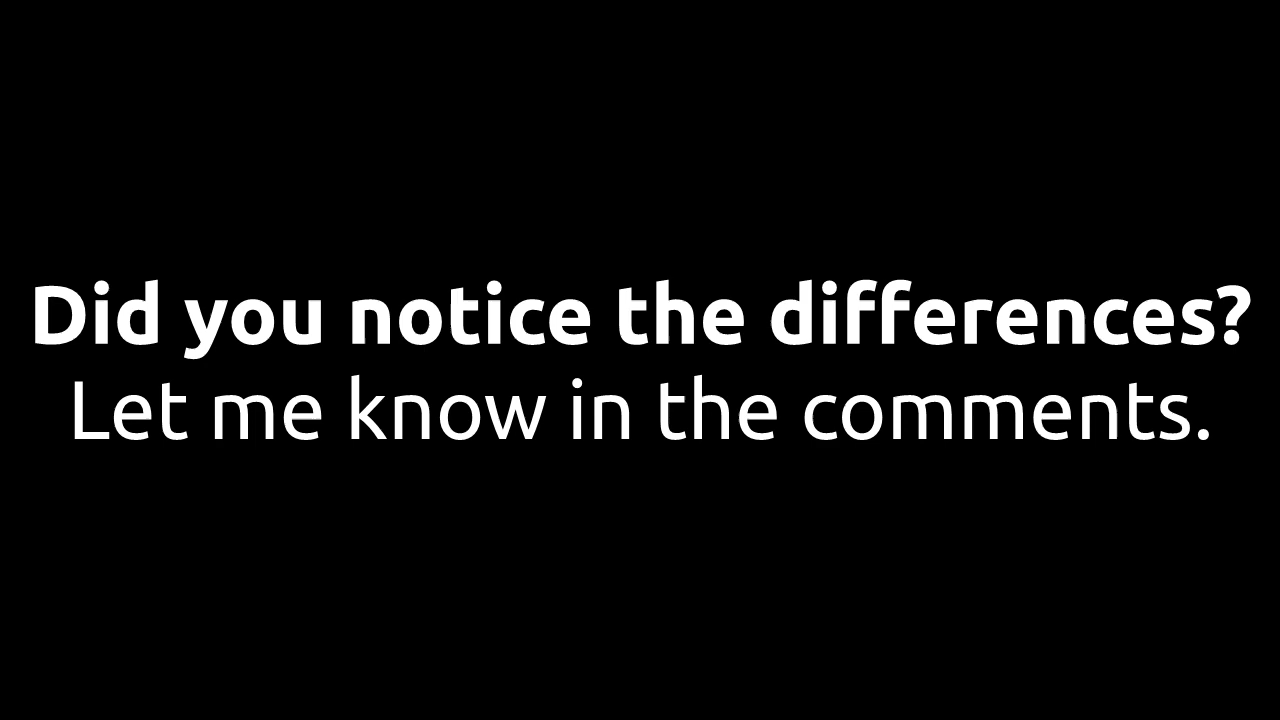 Did you notice the differences?
Let me know in the comments.